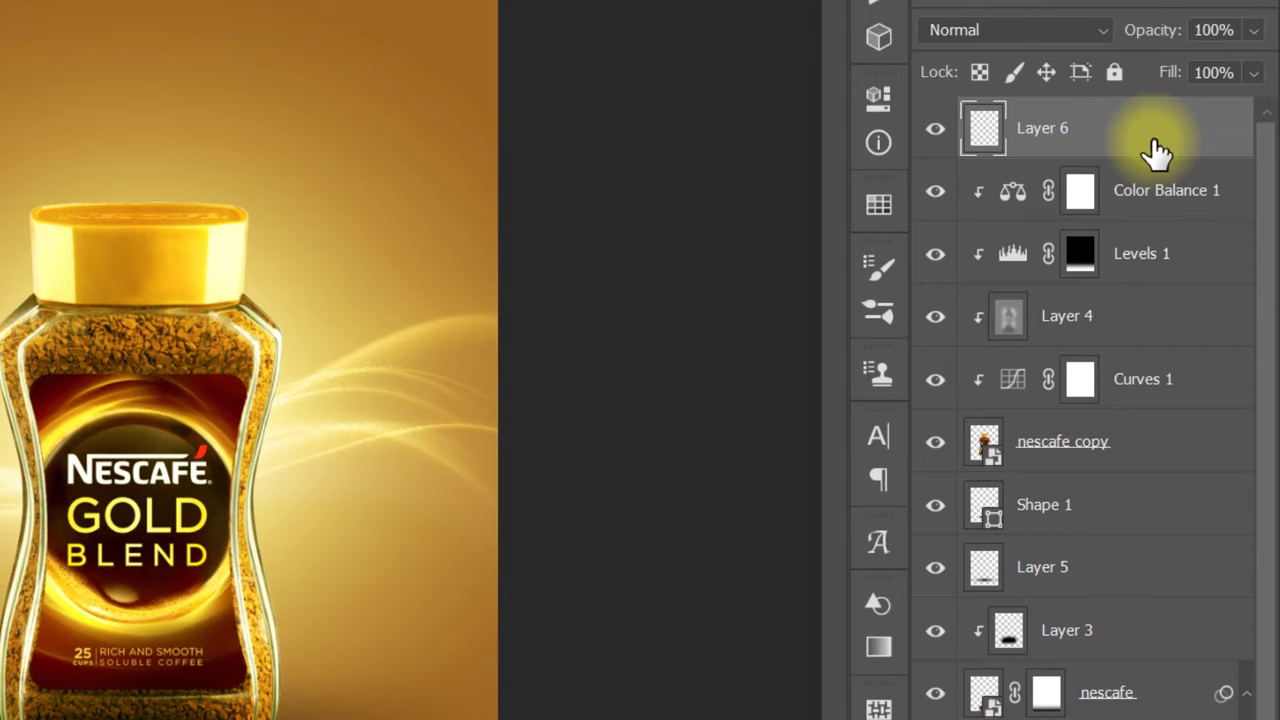 Normal
Opacity: 100%
Lock:
Fill: 100%
Layer 6
Color Balance 1
Levels 1
Layer 4
Curves 1
nescafe copy
Shape 1
Layer 5
Layer 3
nescafe
NESCAFÉ.
GOLD
BLEND
25 CUPS
RICH AND SMOOTH
SOLUBLE COFFEE